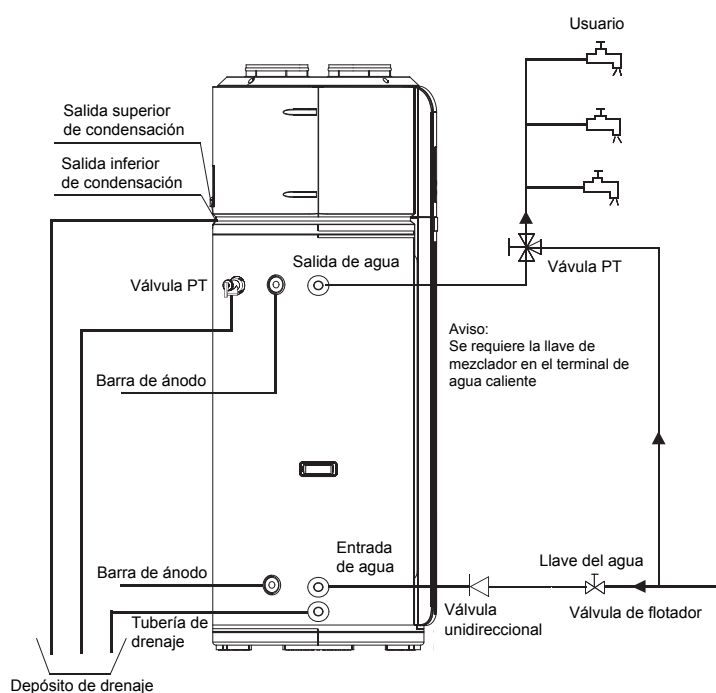 Usuario
Salida superior
de condensación
Salida inferior
de condensación
Salida de agua
Válvula PT
Vávula PT
Aviso:
Se requiere la llave de
mezclador en el terminal de
agua caliente
Barra de ánodo
Entrada
de agua
Llave del agua
Barra de ánodo
Tubería de
drenaje
Válvula
unidireccional
Válvula de flotador
Depósito de drenaje